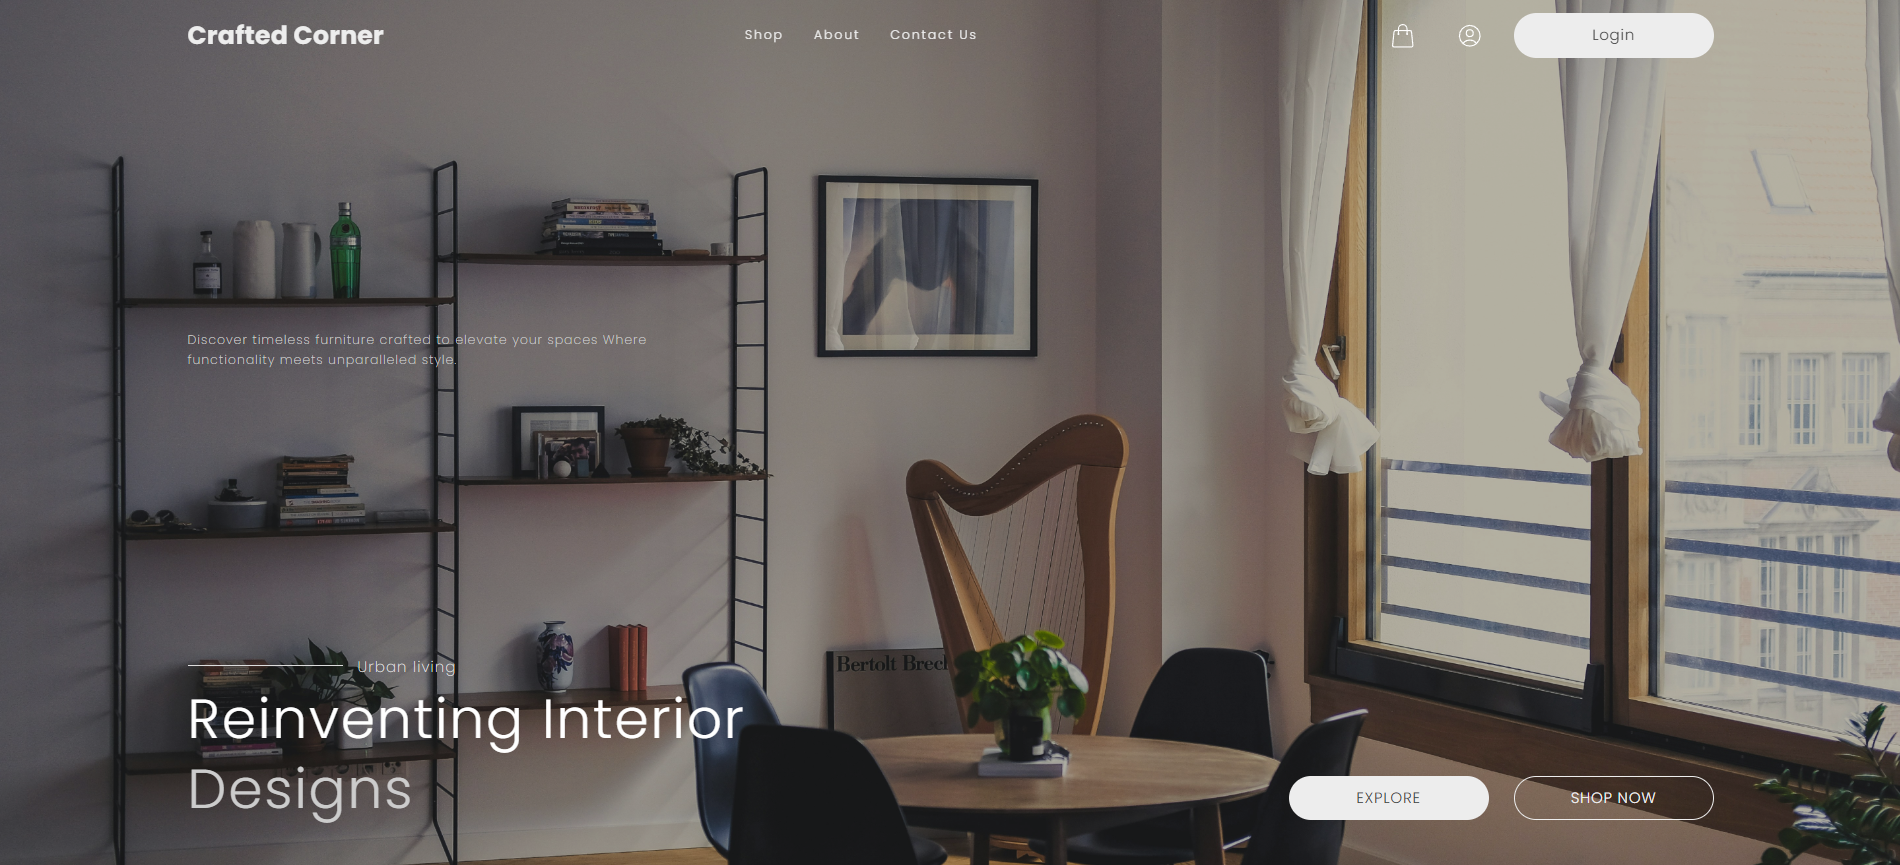 Crafted Corner
Shop
About
Contact Us
Login
Discover timeless furniture crafted to elevate your spaces Where
functionality meets unparalleled style.
Bertolt Brech
Urban living
Reinventing Interior
Designs
EXPLORE
SHOP NOW